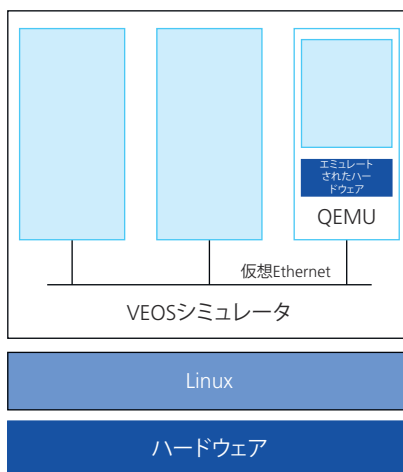 エミュレート
されたハー
ドウェア
QEMU
仮想Ethernet
VEOSシミュレータ
Linux
ハードウェア